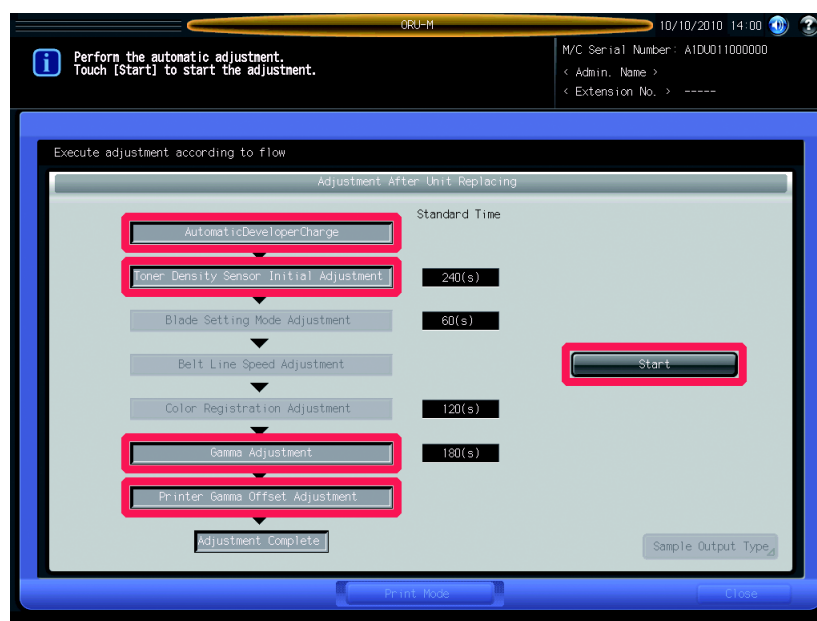 ORU-M
10/10/2010 14:00
Perform the automatic adjustment.
Touch [Start] to start the adjustment.
M/C Serial Number: A1DU011000000
< Admin. Name >
< Extension No. > -----
Execute adjustment according to flow
Adjustment After Unit Replacing
Standard Time
AutomaticDeveloperCharge
Toner Density Sensor Initial Adjustment 240(s)
Blade Setting Mode Adjustment 60(s)
Belt Line Speed Adjustment
Start
Color Registration Adjustment 120(s)
Gamma Adjustment 180(s)
Printer Gamma Offset Adjustment
Adjustment Complete
Sample Output Type
Print Mode
Close